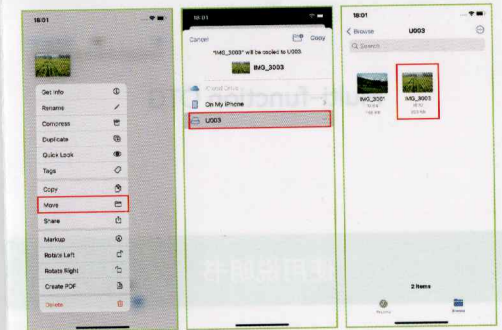 18:01
Get Info
Rename
Compress
Duplicate
Quick Look
Tags
Copy
Move
Share
Markup
Rotate Left
Rotate Right
Create PDF
Delete
18:01
Cancel
Copy
"IMG_3003" will be copied to U003.
IMG_3003
iCloud Drive
On My iPhone
U003
18:01
Browse
U003
Search
IMG_3001
IMG_3003
2 items
Browse